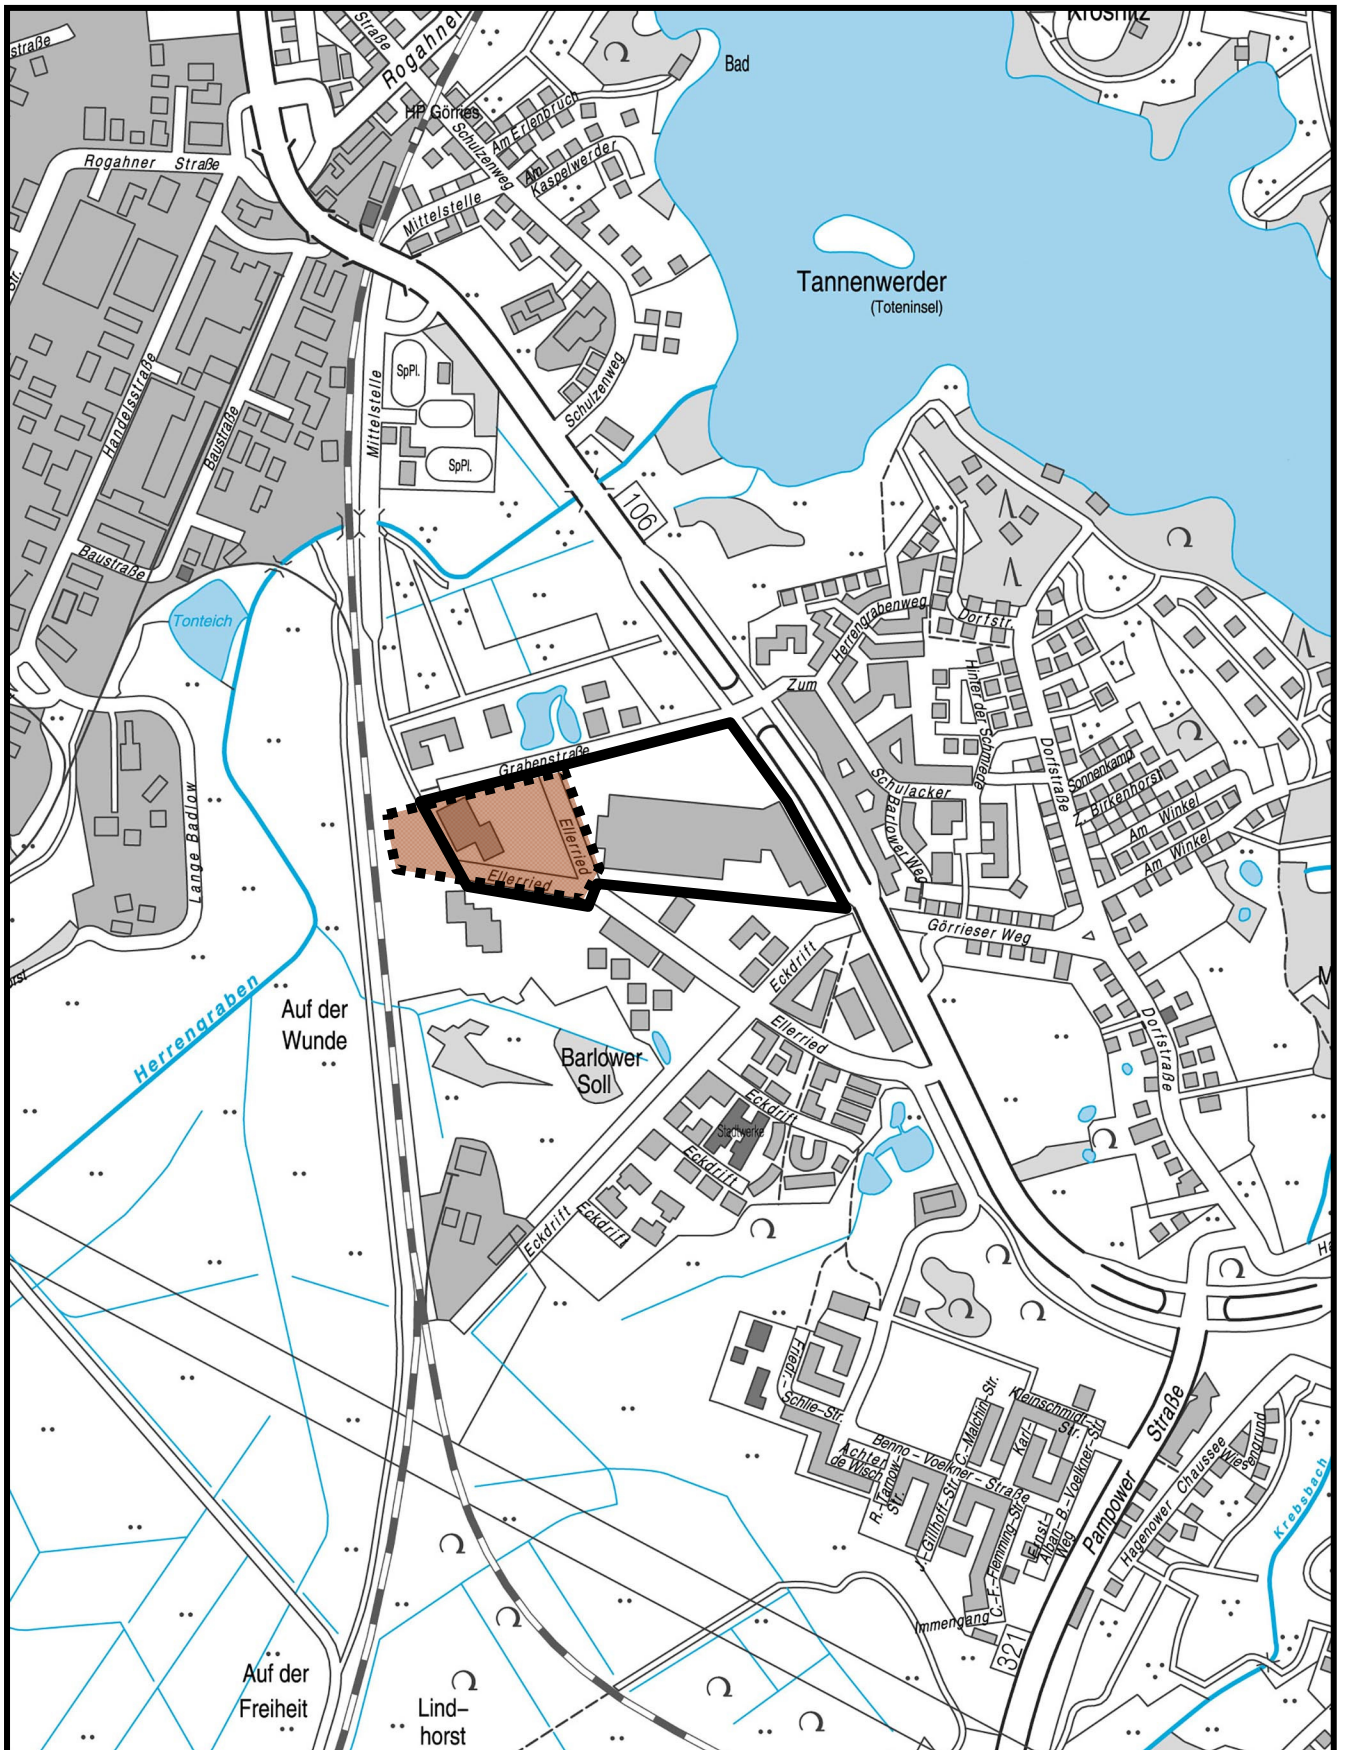 Krösnitz
straße
Straße
Rogahner
Bad
HP Görries
Am Erlenbruch
Schulzenweg
Am
Kaspelwerder
Rogahner Straße
Mittelstelle
Str.
Tannenwerder
(Toteninsel)
SpPl.
Handelsstraße
Mittelstelle
Schulzenweg
Baustraße
SpPl.
106
Baustraße
Tonteich
Herrengrabenweg
Dorfstr.
Zum
Hinter der Schmiede
Grabenstraße
Dorfstraße
Sonnenkamp
Schulacker
Z. Birkenhorst
Lange Badlow
Ellerried
Barlower Weg
Am Winkel
Am Winkel
Ellerried
Görrieser Weg
Eckdrift
Herrengraben
Auf der
Wunde
Ellerried
Dorfstraße
Barlower
Soll
Eckdrift
Stadtwerke
Eckdrift
Eckdrift
Eckdrift
Friedr.–
Schlie–Str.
C.–Malchin–Str.
Kleinschmidt–
Str.
Karl–
Straße
Achter
de Wisch
Benno – Voelkner – Straße
B.–Voelkner–Str.
Wiesengrund
R.–Tarnow–
Str.
J.–Gillhoff–Str.
C.–F.–Flemming–Str.
Ernst–
Alban–
Weg
Pampower
Hagenower Chaussee
Krebsbach
Immengang
321
Auf der
Freiheit
Lind–
horst